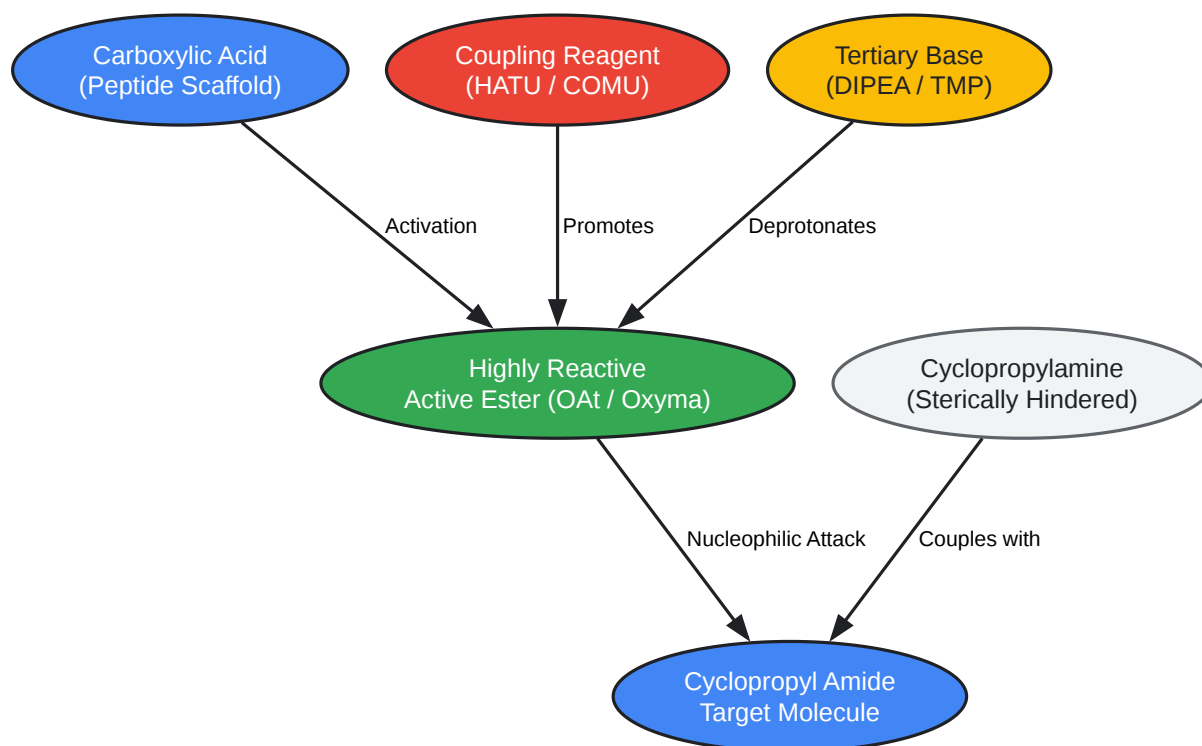 Carboxylic Acid
(Peptide Scaffold)
Coupling Reagent
(HATU / COMU)
Tertiary Base
(DIPEA / TMP)
Activation
Promotes
Deprotonates
Highly Reactive
Active Ester (OAt / Oxyma)
Cyclopropylamine
(Sterically Hindered)
Nucleophilic Attack
Couples with
Cyclopropyl Amide
Target Molecule